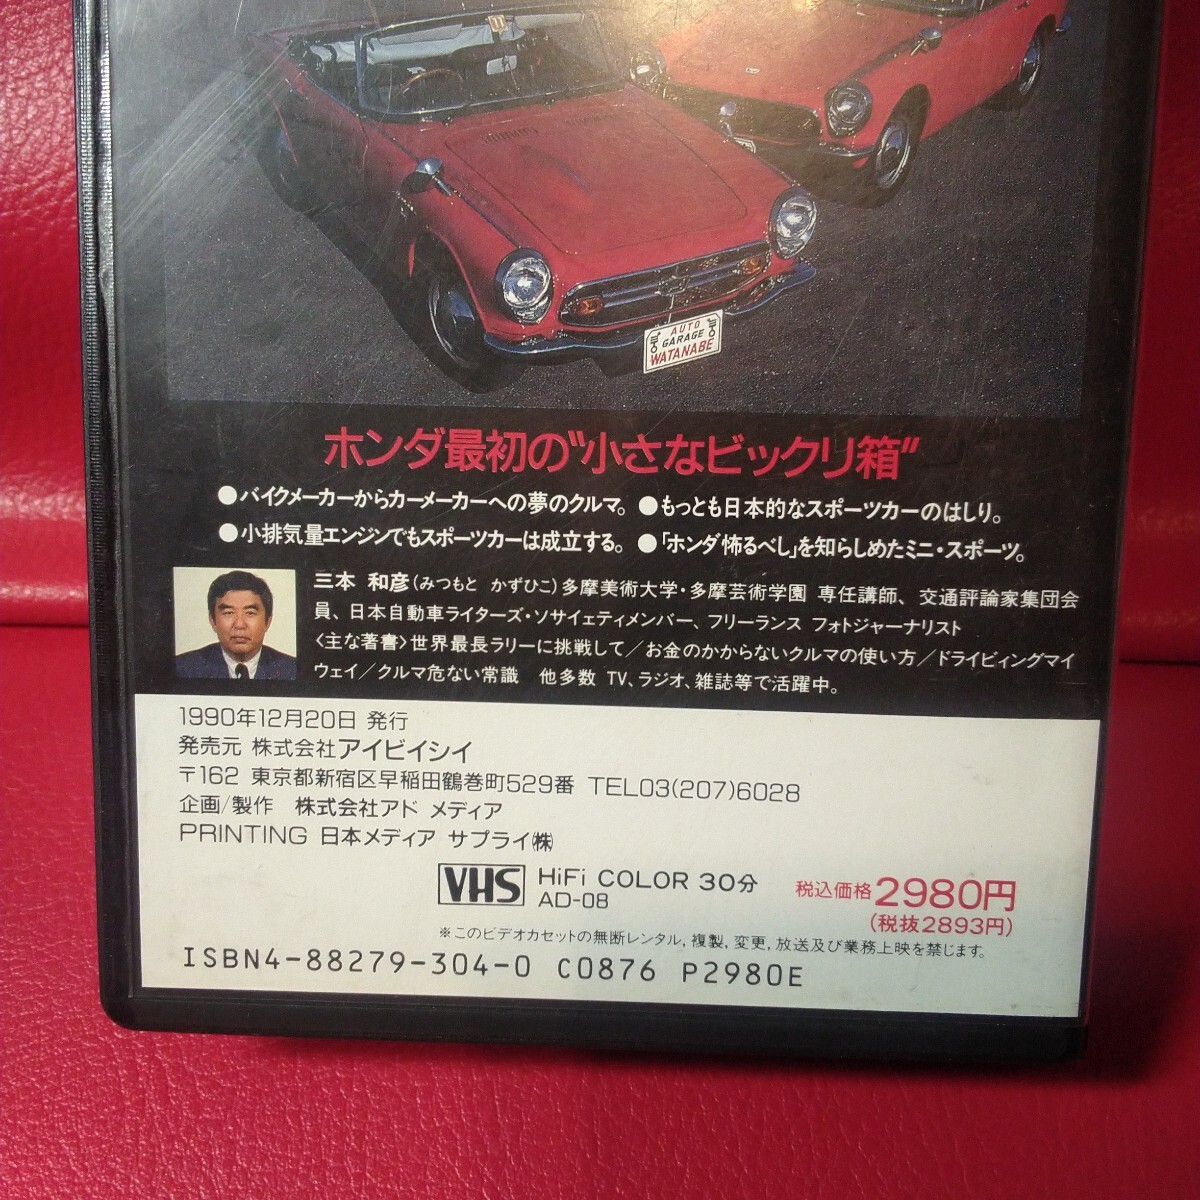 AUTO
GARAGE
WATANABE
ホンダ最初の"小さなビックリ箱"
●バイクメーカーからカーメーカーへの夢のクルマ。 ●もっとも日本的なスポーツカーのはしり。
●小排気量エンジンでもスポーツカーは成立する。 ●「ホンダ怖るべし」を知らしめたミニ・スポーツ。
三本 和彦(みつもと かずひこ)多摩美術大学・多摩芸術学園 専任講師、交通評論家集団会
員、日本自動車ライターズ・ソサイェティメンバー、フリーランス フォトジャーナリスト
〈主な著書〉世界最長ラリーに挑戦して／お金のかからないクルマの使い方／ドライビィングマイ
ウェイ／クルマ危ない常識 他多数 TV、ラジオ、雑誌等で活躍中。
1990年12月20日 発行
発売元 株式会社アイビイシイ
〒162 東京都新宿区早稲田鶴巻町529番 TEL03(207)6028
企画/製作 株式会社アド メディア
PRINTING 日本メディア サプライ㈱
VHS HiFi COLOR 30分
AD-08
税込価格2980円
(税抜2893円)
※このビデオカセットの無断レンタル,複製,変更,放送及び業務上映を禁じます。
ISBN4-88279-304-0 C0876 P2980E